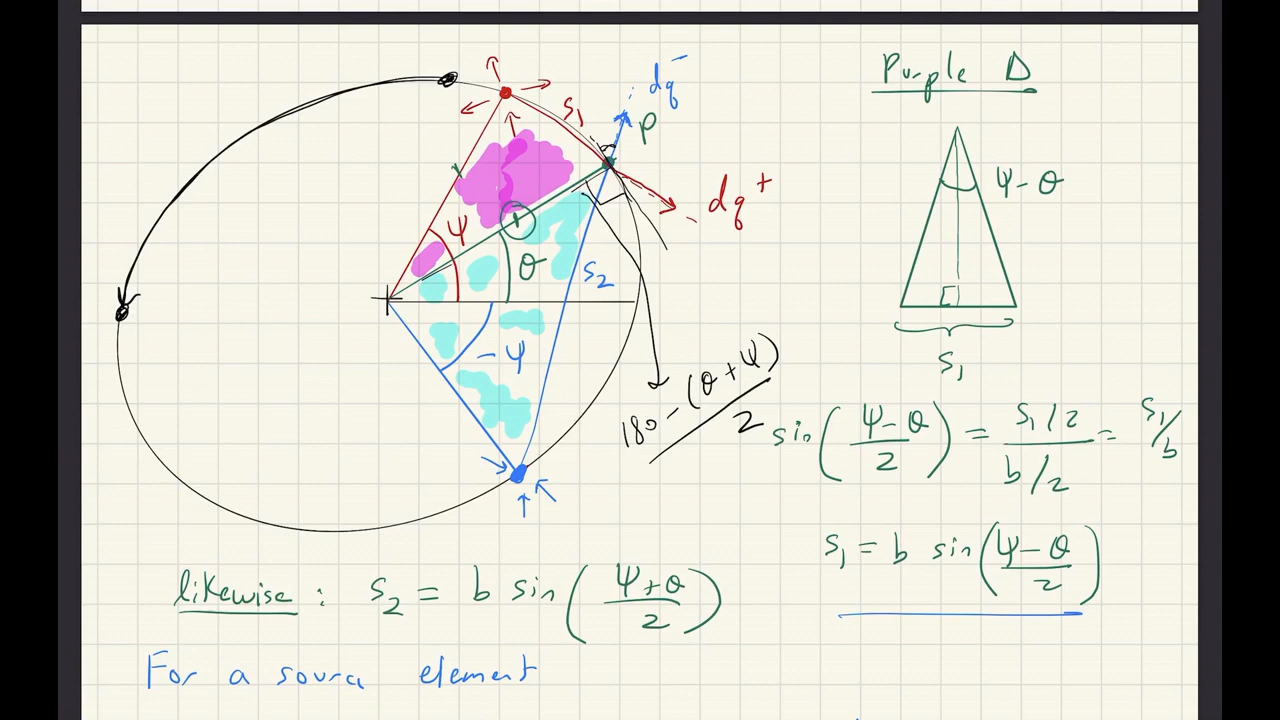 Purple Δ
dq⁻
P
s₁
dq⁺
ψ
θ
s₂
-ψ
ψ-θ
s₁
180-(θ+ψ)/2
sin((ψ-θ)/2) = (s₁/2)/(b/2) = s₁/b
s₁ = b sin((ψ-θ)/2)
likewise : s₂ = b sin((ψ+θ)/2)
For a sourc element